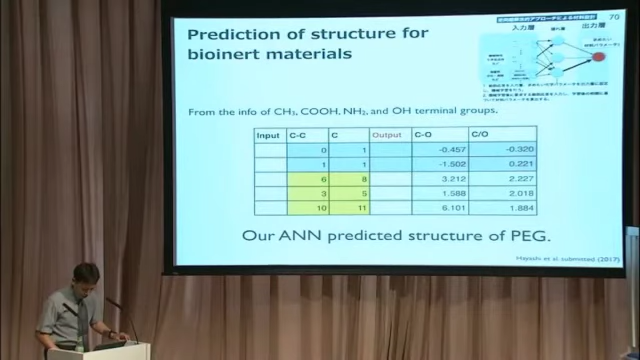 Prediction of structure for
bioinert materials
70
入力層
出力層
From the info of CH₃, COOH, NH₂, and OH terminal groups.
Input C-C C Output C-O C/O
0 1 -0.457 -0.320
1 1 -1.502 0.221
6 8 3.212 2.227
3 5 1.588 2.018
10 11 6.101 1.884
Our ANN predicted structure of PEG.
Hayashi et al. submitted (2017)